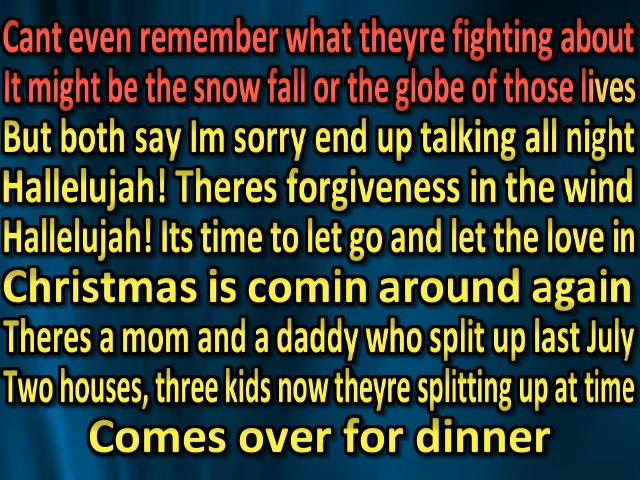 Cant even remember what theyre fighting about
It might be the snow fall or the globe of those lives
But both say Im sorry end up talking all night
Hallelujah! Theres forgiveness in the wind
Hallelujah! Its time to let go and let the love in
Christmas is comin around again
Theres a mom and a daddy who split up last July
Two houses, three kids now theyre splitting up at time
Comes over for dinner